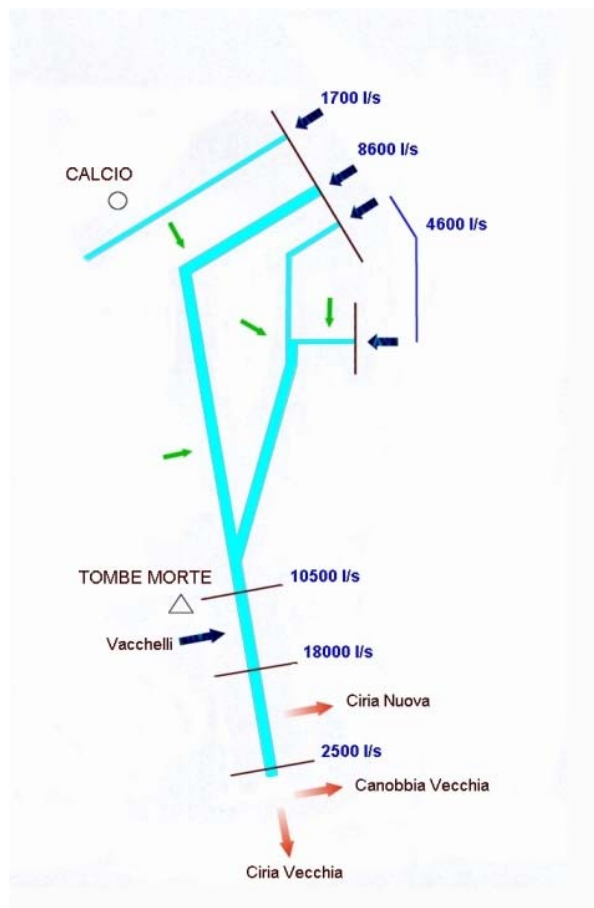 1700 l/s
8600 l/s
CALCIO
4600 l/s
TOMBE MORTE
10500 l/s
Vacchelli
18000 l/s
Ciria Nuova
2500 l/s
Canobbia Vecchia
Ciria Vecchia